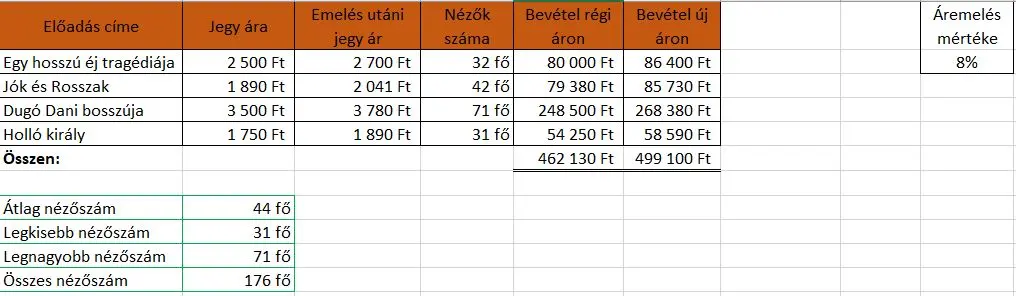 Előadás címe Jegy ára Emelés utáni jegy ár Nézők száma Bevétel régi áron Bevétel új áron Áremelés mértéke
Egy hosszú éj tragédiája 2 500 Ft 2 700 Ft 32 fő 80 000 Ft 86 400 Ft 8%
Jók és Rosszak 1 890 Ft 2 041 Ft 42 fő 79 380 Ft 85 730 Ft
Dugó Dani bosszúja 3 500 Ft 3 780 Ft 71 fő 248 500 Ft 268 380 Ft
Holló király 1 750 Ft 1 890 Ft 31 fő 54 250 Ft 58 590 Ft
Összen: 462 130 Ft 499 100 Ft
Átlag nézőszám 44 fő
Legkisebb nézőszám 31 fő
Legnagyobb nézőszám 71 fő
Összes nézőszám 176 fő